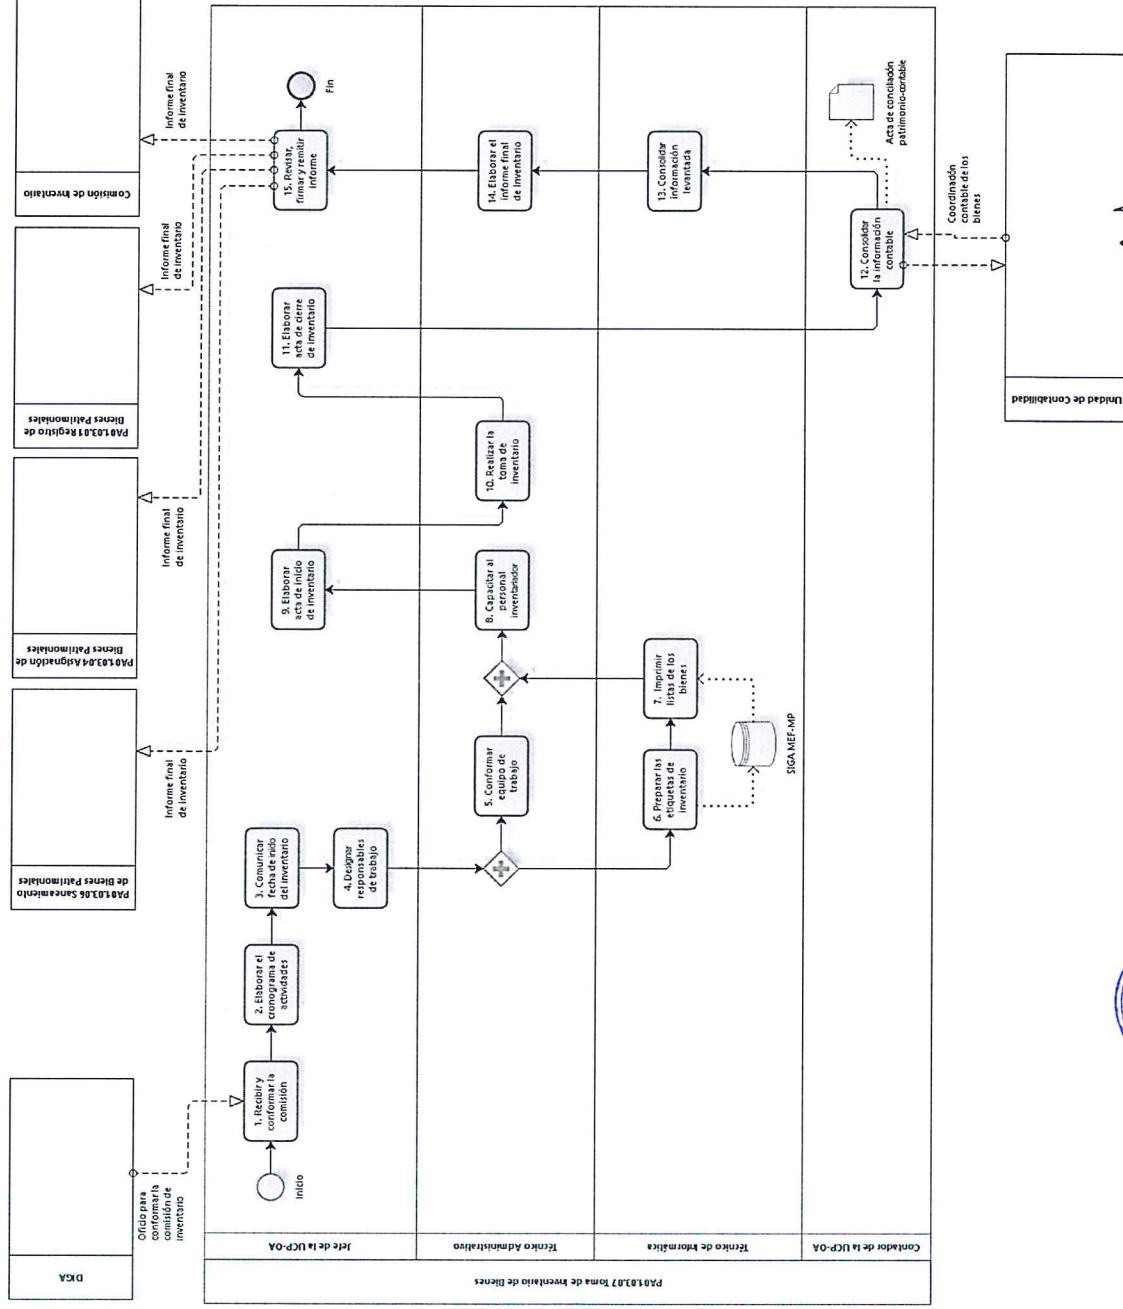 DIGA
Oficio para
conformar la
comisión de
inventario
PA01.03.06 Saneamiento
de Bienes Patrimoniales
Informe final
de inventario
PA01.03.04 Asignación de
Bienes Patrimoniales
Informe final
de inventario
PA01.03.01 Registro de
Bienes Patrimoniales
Informe final
de inventario
Comisión de Inventario
Informe final
de inventario
PA01.03.07 Toma de Inventario de Bienes
Jefe de la UCP-OA
Inicio
1. Recibir y
conformar la
comisión
2. Elaborar el
cronograma de
actividades
3. Comunicar
fecha de inicio
del inventario
4. Designar
responsables
de trabajo
9. Elaborar
acta de inicio
de inventario
11. Elaborar
acta de cierre
de inventario
15. Revisar,
firmar y remitir
informe
Fin
Técnico Administrativo
5. Conformar
equipo de
trabajo
8. Capacitar al
personal
inventariador
10. Realizar la
toma de
inventario
14. Elaborar el
informe final
de inventario
Técnico de Informática
6. Preparar las
etiquetas de
inventario
7. Imprimir
listas de los
bienes
SIGA MEF-MP
13. Consolidar
información
levantada
Contador de la UCP-OA
12. Consolidar
la información
contable
Acta de conciliación
patrimonio-contable
Coordinación
contable de los
bienes
Unidad de Contabilidad